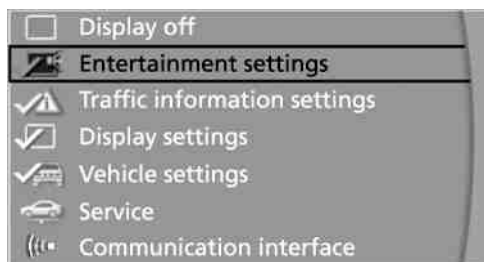 Display off
Entertainment settings
Traffic information settings
Display settings
Vehicle settings
Service
Communication interface